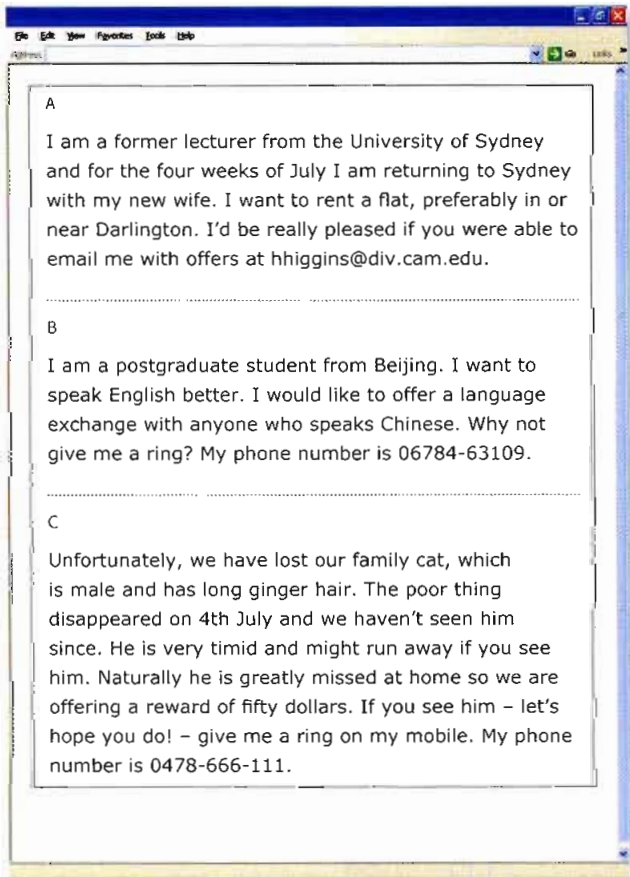 File Edit View Favorites Tools Help
Address Links
A
I am a former lecturer from the University of Sydney
and for the four weeks of July I am returning to Sydney
with my new wife. I want to rent a flat, preferably in or
near Darlington. I'd be really pleased if you were able to
email me with offers at hhiggins@div.cam.edu.
B
I am a postgraduate student from Beijing. I want to
speak English better. I would like to offer a language
exchange with anyone who speaks Chinese. Why not
give me a ring? My phone number is 06784-63109.
C
Unfortunately, we have lost our family cat, which
is male and has long ginger hair. The poor thing
disappeared on 4th July and we haven't seen him
since. He is very timid and might run away if you see
him. Naturally he is greatly missed at home so we are
offering a reward of fifty dollars. If you see him – let's
hope you do! – give me a ring on my mobile. My phone
number is 0478-666-111.